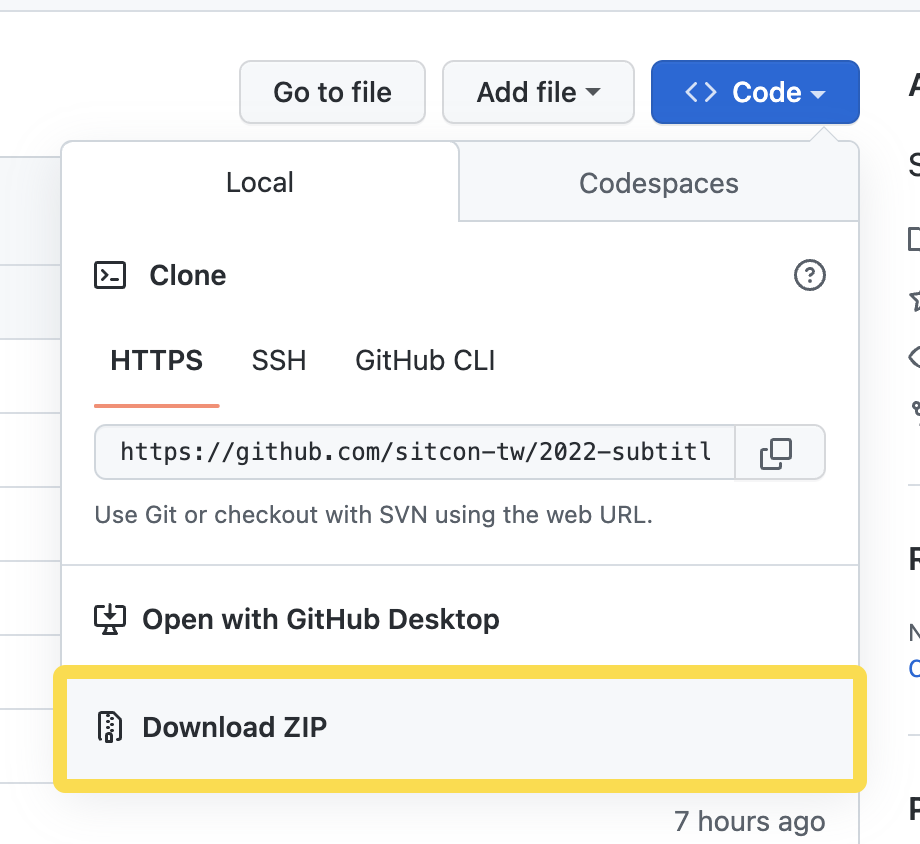 Go to file Add file Code
Local Codespaces
Clone
HTTPS SSH GitHub CLI
https://github.com/sitcon-tw/2022-subtitl
Use Git or checkout with SVN using the web URL.
Open with GitHub Desktop
Download ZIP
7 hours ago